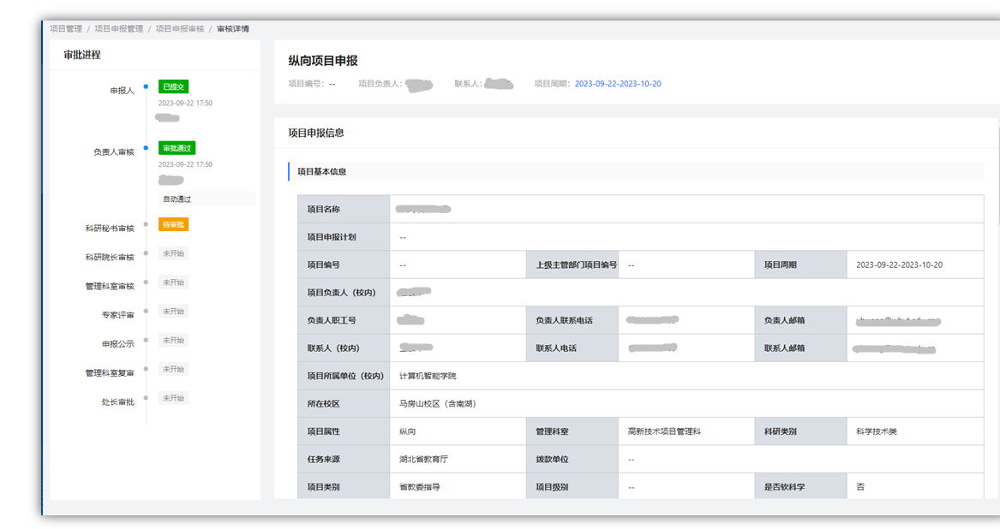 项目管理 / 项目申报管理 / 项目申报审核 / 审核详情
审批进程
申报人 已提交
2023-09-22 17:50
负责人审核 审批通过
2023-09-22 17:50
自动通过
科研秘书审核 待审批
科研院长审核 未开始
管理科室审核 未开始
专家评审 未开始
申报公示 未开始
管理科室复审 未开始
处长审批 未开始
纵向项目申报
项目编号: -- 项目负责人: 联系人: 项目周期: 2023-09-22-2023-10-20
项目申报信息
项目基本信息
项目名称
项目申报计划 --
项目编号 -- 上级主管部门项目编号 -- 项目周期 2023-09-22-2023-10-20
项目负责人（校内）
负责人职工号 负责人联系电话 负责人邮箱
联系人（校内） 联系人电话 联系人邮箱
项目所属单位（校内） 计算机智能学院
所在校区 马房山校区（含南湖）
项目属性 纵向 管理科室 高新技术项目管理科 科研类别 科学技术类
任务来源 湖北省教育厅 拨款单位 --
项目类别 省教委指导 项目级别 -- 是否软科学 否